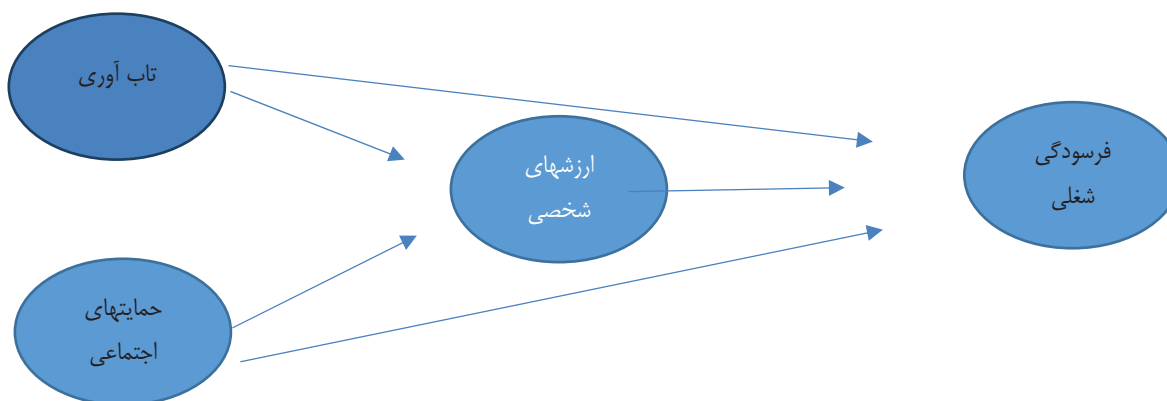 تاب آوری
ارزشهای
شخصی
فرسودگی
شغلی
حمایتهای
اجتماعی